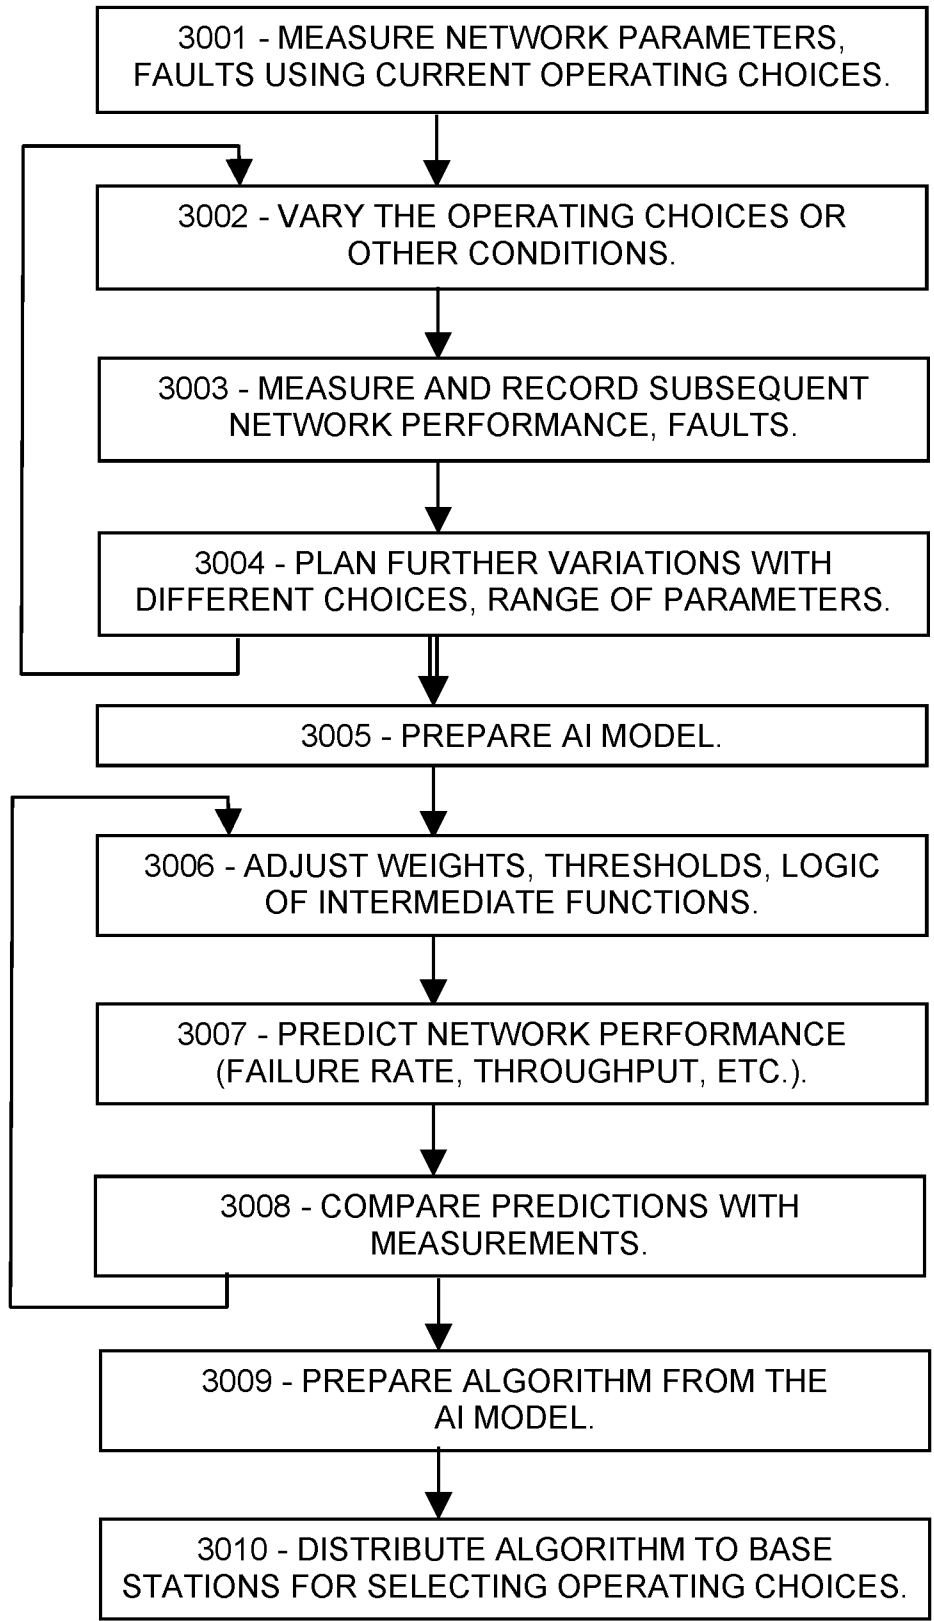 3001 - MEASURE NETWORK PARAMETERS,
FAULTS USING CURRENT OPERATING CHOICES.
3002 - VARY THE OPERATING CHOICES OR
OTHER CONDITIONS.
3003 - MEASURE AND RECORD SUBSEQUENT
NETWORK PERFORMANCE, FAULTS.
3004 - PLAN FURTHER VARIATIONS WITH
DIFFERENT CHOICES, RANGE OF PARAMETERS.
3005 - PREPARE AI MODEL.
3006 - ADJUST WEIGHTS, THRESHOLDS, LOGIC
OF INTERMEDIATE FUNCTIONS.
3007 - PREDICT NETWORK PERFORMANCE
(FAILURE RATE, THROUGHPUT, ETC.).
3008 - COMPARE PREDICTIONS WITH
MEASUREMENTS.
3009 - PREPARE ALGORITHM FROM THE
AI MODEL.
3010 - DISTRIBUTE ALGORITHM TO BASE
STATIONS FOR SELECTING OPERATING CHOICES.